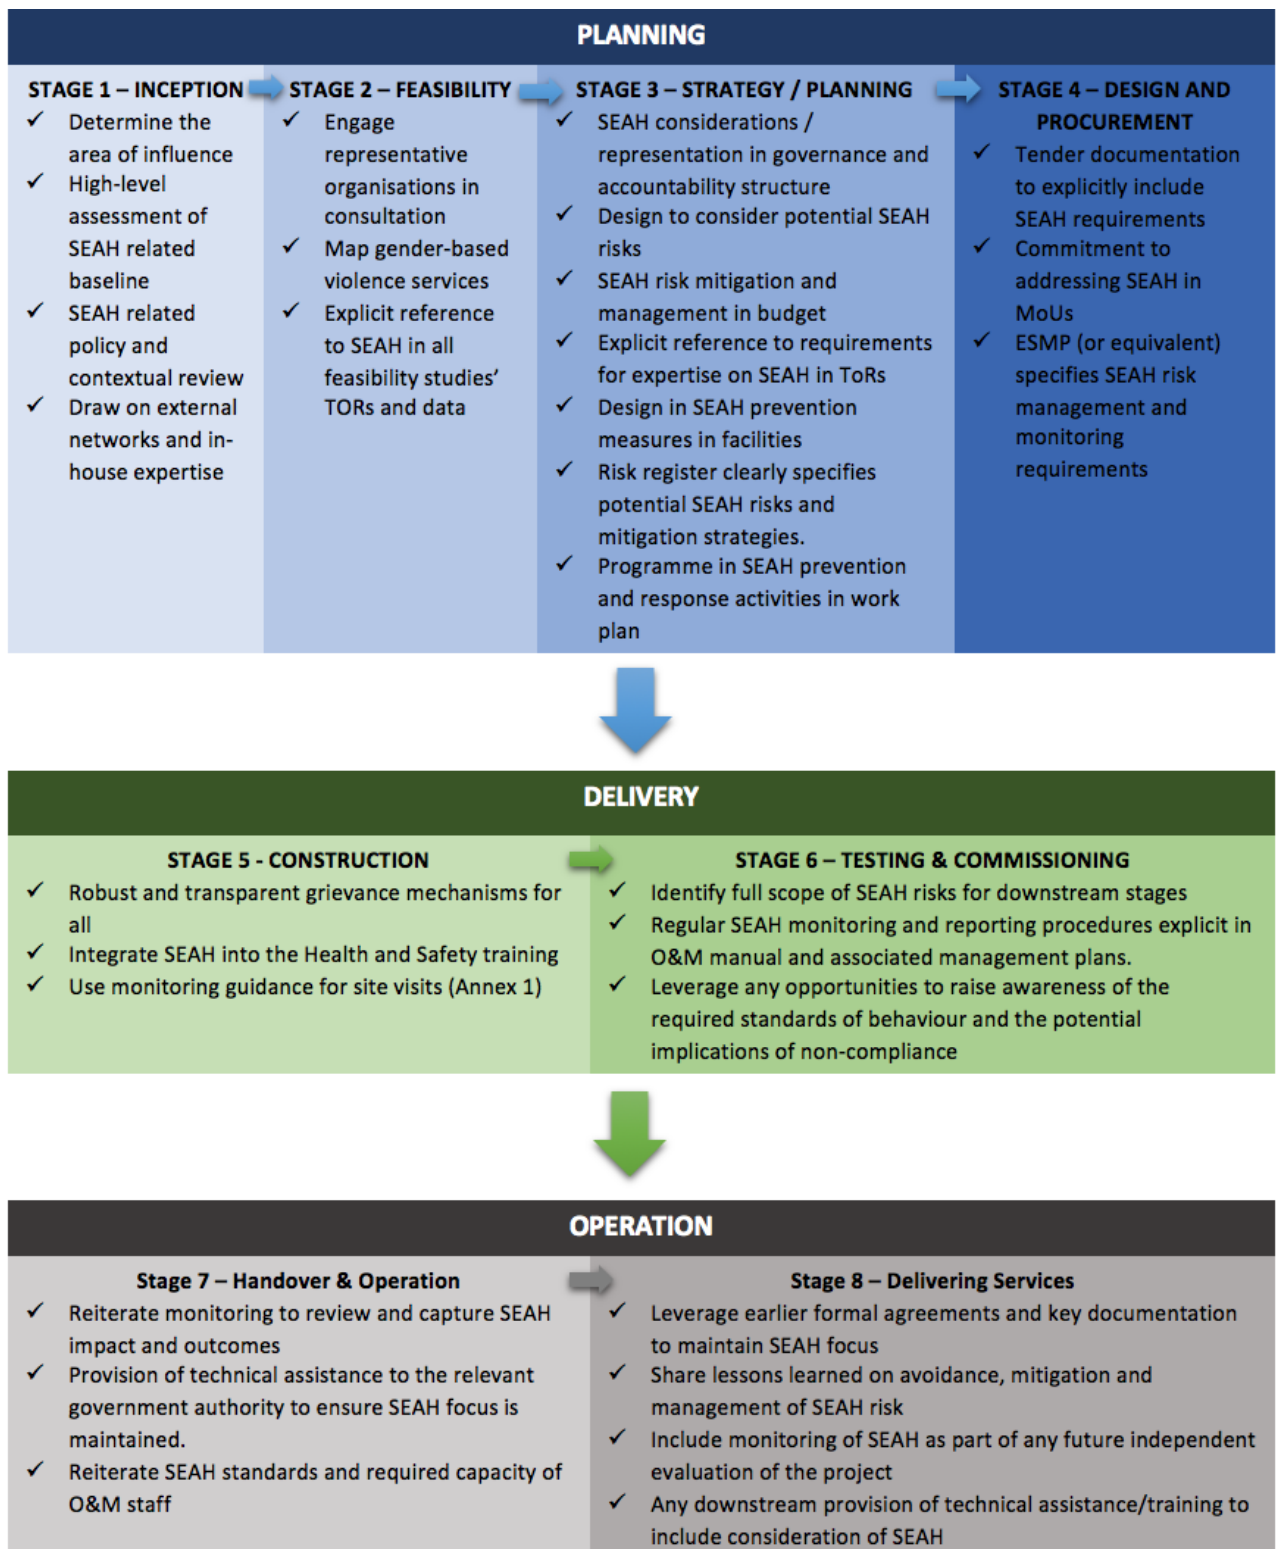 PLANNING
STAGE 1 – INCEPTION
✓ Determine the
area of influence
✓ High-level
assessment of
SEAH related
baseline
✓ SEAH related
policy and
contextual review
✓ Draw on external
networks and in-
house expertise
STAGE 2 – FEASIBILITY
✓ Engage
representative
organisations in
consultation
✓ Map gender-based
violence services
✓ Explicit reference
to SEAH in all
feasibility studies’
TORs and data
STAGE 3 – STRATEGY / PLANNING
✓ SEAH considerations /
representation in governance and
accountability structure
✓ Design to consider potential SEAH
risks
✓ SEAH risk mitigation and
management in budget
✓ Explicit reference to requirements
for expertise on SEAH in ToRs
✓ Design in SEAH prevention
measures in facilities
✓ Risk register clearly specifies
potential SEAH risks and
mitigation strategies.
✓ Programme in SEAH prevention
and response activities in work
plan
STAGE 4 – DESIGN AND
PROCUREMENT
✓ Tender documentation
to explicitly include
SEAH requirements
✓ Commitment to
addressing SEAH in
MoUs
✓ ESMP (or equivalent)
specifies SEAH risk
management and
monitoring
requirements
DELIVERY
STAGE 5 - CONSTRUCTION
✓ Robust and transparent grievance mechanisms for
all
✓ Integrate SEAH into the Health and Safety training
✓ Use monitoring guidance for site visits (Annex 1)
STAGE 6 – TESTING & COMMISSIONING
✓ Identify full scope of SEAH risks for downstream stages
✓ Regular SEAH monitoring and reporting procedures explicit in
O&M manual and associated management plans.
✓ Leverage any opportunities to raise awareness of the
required standards of behaviour and the potential
implications of non-compliance
OPERATION
Stage 7 – Handover & Operation
✓ Reiterate monitoring to review and capture SEAH
impact and outcomes
✓ Provision of technical assistance to the relevant
government authority to ensure SEAH focus is
maintained.
✓ Reiterate SEAH standards and required capacity of
O&M staff
Stage 8 – Delivering Services
✓ Leverage earlier formal agreements and key documentation
to maintain SEAH focus
✓ Share lessons learned on avoidance, mitigation and
management of SEAH risk
✓ Include monitoring of SEAH as part of any future independent
evaluation of the project
✓ Any downstream provision of technical assistance/training to
include consideration of SEAH